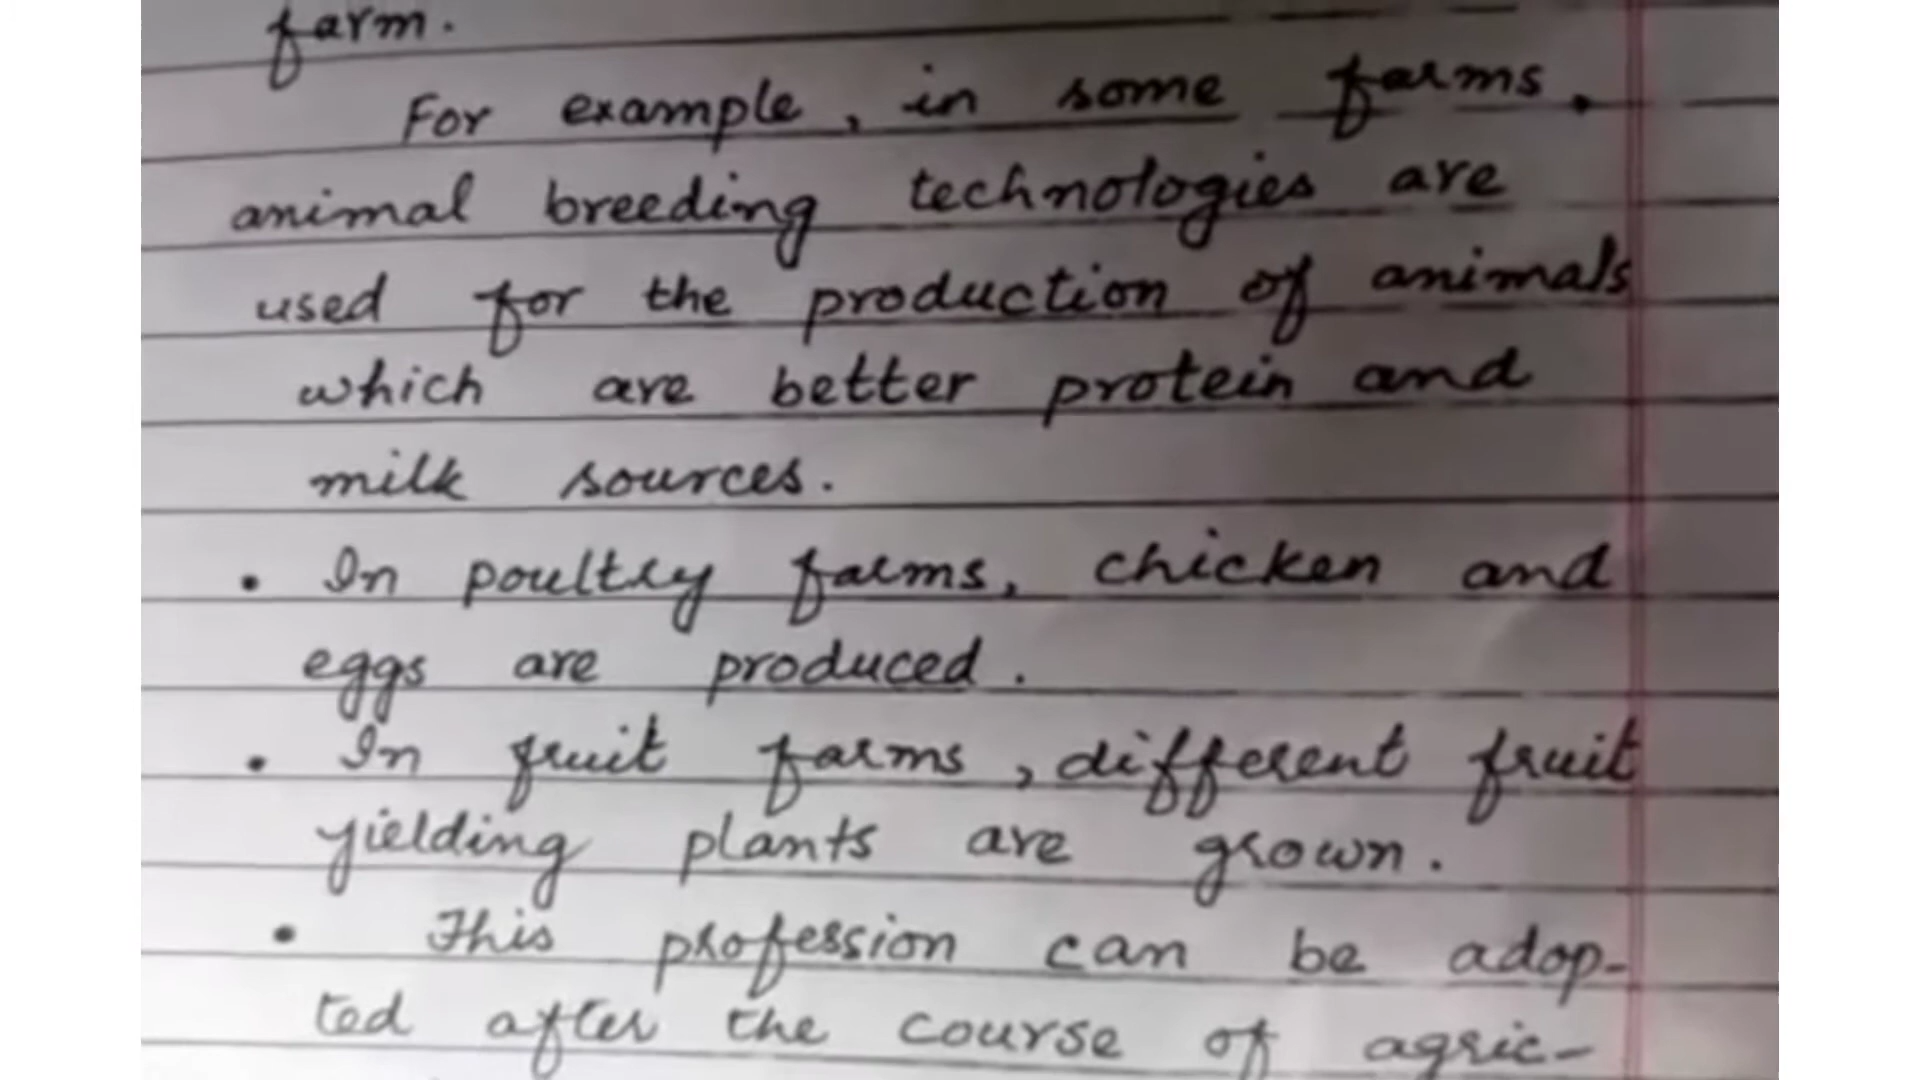 farm.
For example, in some farms,
animal breeding technologies are
used for the production of animals
which are better protein and
milk sources.
• In poultry farms, chicken and
eggs are produced.
• In fruit farms, different fruit
yielding plants are grown.
• This profession can be adop-
ted after the course of agric-